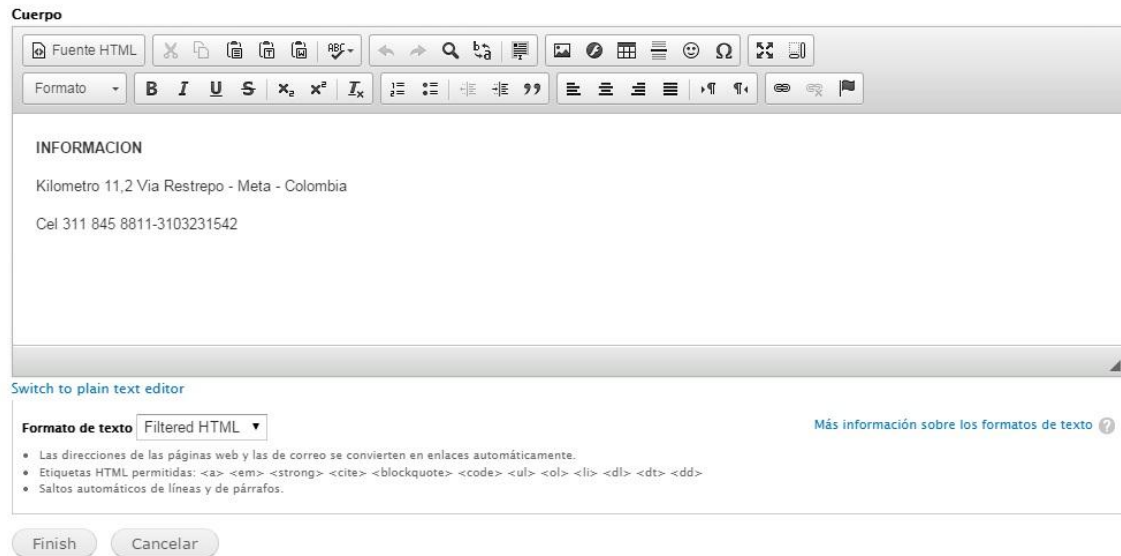 Cuerpo
Fuente HTML
Formato
INFORMACION
Kilometro 11,2 Via Restrepo - Meta - Colombia
Cel 311 845 8811-3103231542
Switch to plain text editor
Formato de texto Filtered HTML Más información sobre los formatos de texto
Las direcciones de las páginas web y las de correo se convierten en enlaces automáticamente.
Etiquetas HTML permitidas: <a> <em> <strong> <cite> <blockquote> <code> <ul> <ol> <li> <dl> <dt> <dd>
Saltos automáticos de líneas y de párrafos.
Finish Cancelar